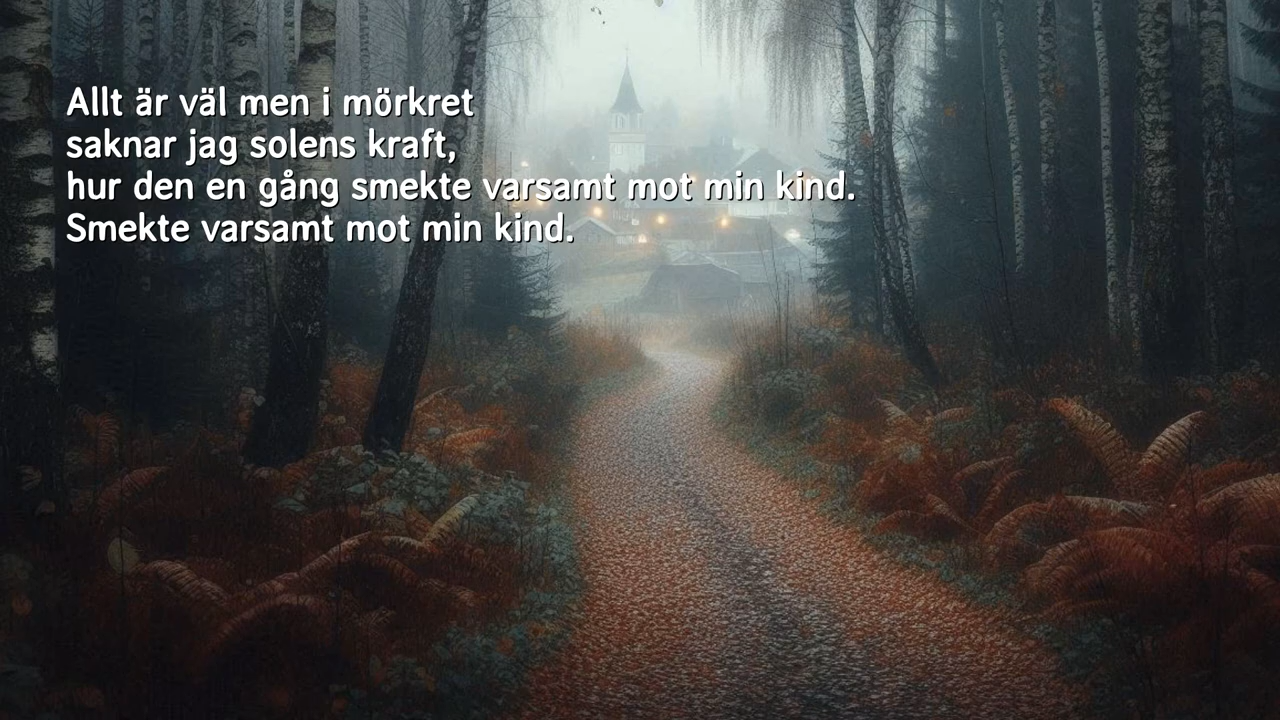 Allt är väl men i mörkret
saknar jag solens kraft,
hur den en gång smekte varsamt mot min kind.
Smekte varsamt mot min kind.